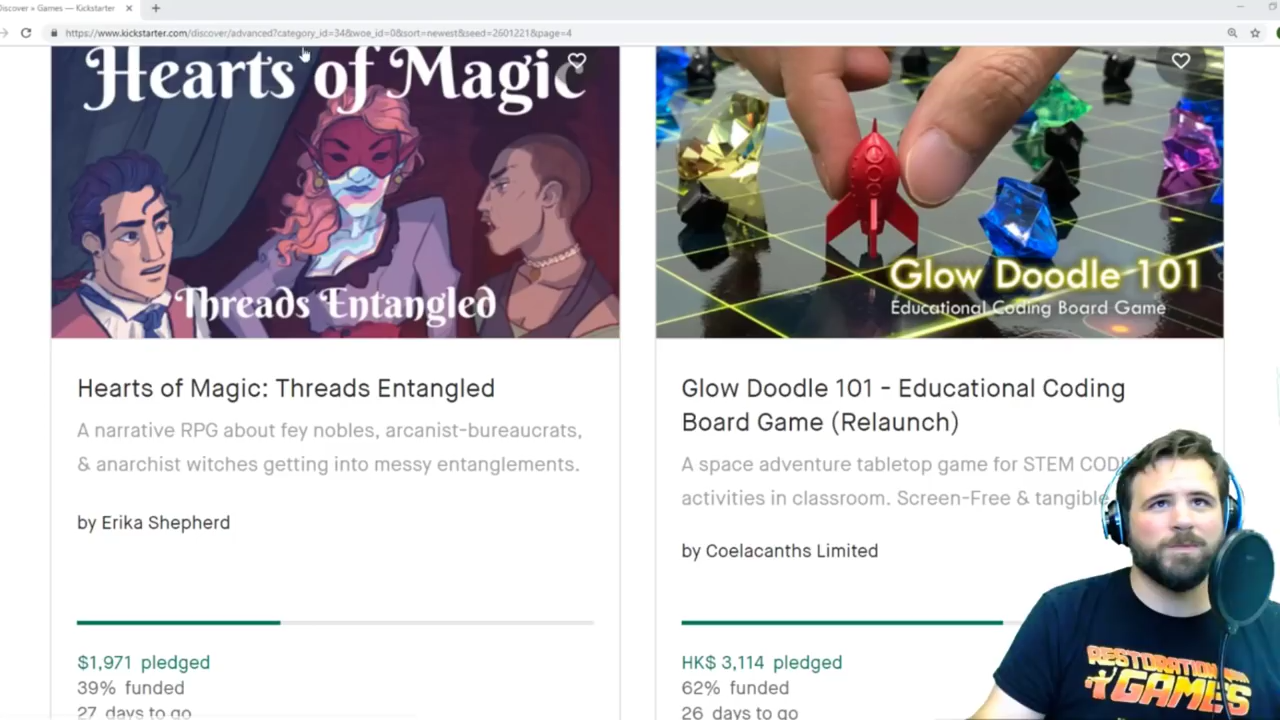 Discover » Games — Kickstarter
https://www.kickstarter.com/discover/advanced?category_id=34&woe_id=0&sort=newest&seed=2601221&page=4
Hearts of Magic
Threads Entangled
Glow Doodle 101
Educational Coding Board Game
Hearts of Magic: Threads Entangled
A narrative RPG about fey nobles, arcanist-bureaucrats,
& anarchist witches getting into messy entanglements.
by Erika Shepherd
$1,971 pledged
39% funded
27 days to go
Glow Doodle 101 - Educational Coding
Board Game (Relaunch)
A space adventure tabletop game for STEM
activities in classroom. Screen-Free & tangible
by Coelacanths Limited
HK$ 3,114 pledged
62% funded
26 days to go
RESTORATION
GAMES